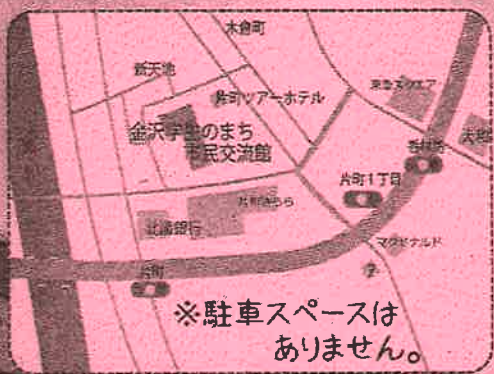 木倉町
新天地
片町ツアーホテル
東急スクエア
金沢学生のまち
市民交流館
香林坊
片町1丁目
片町きらら
北國銀行
マクドナルド
片町
※駐車スペースは
ありません。